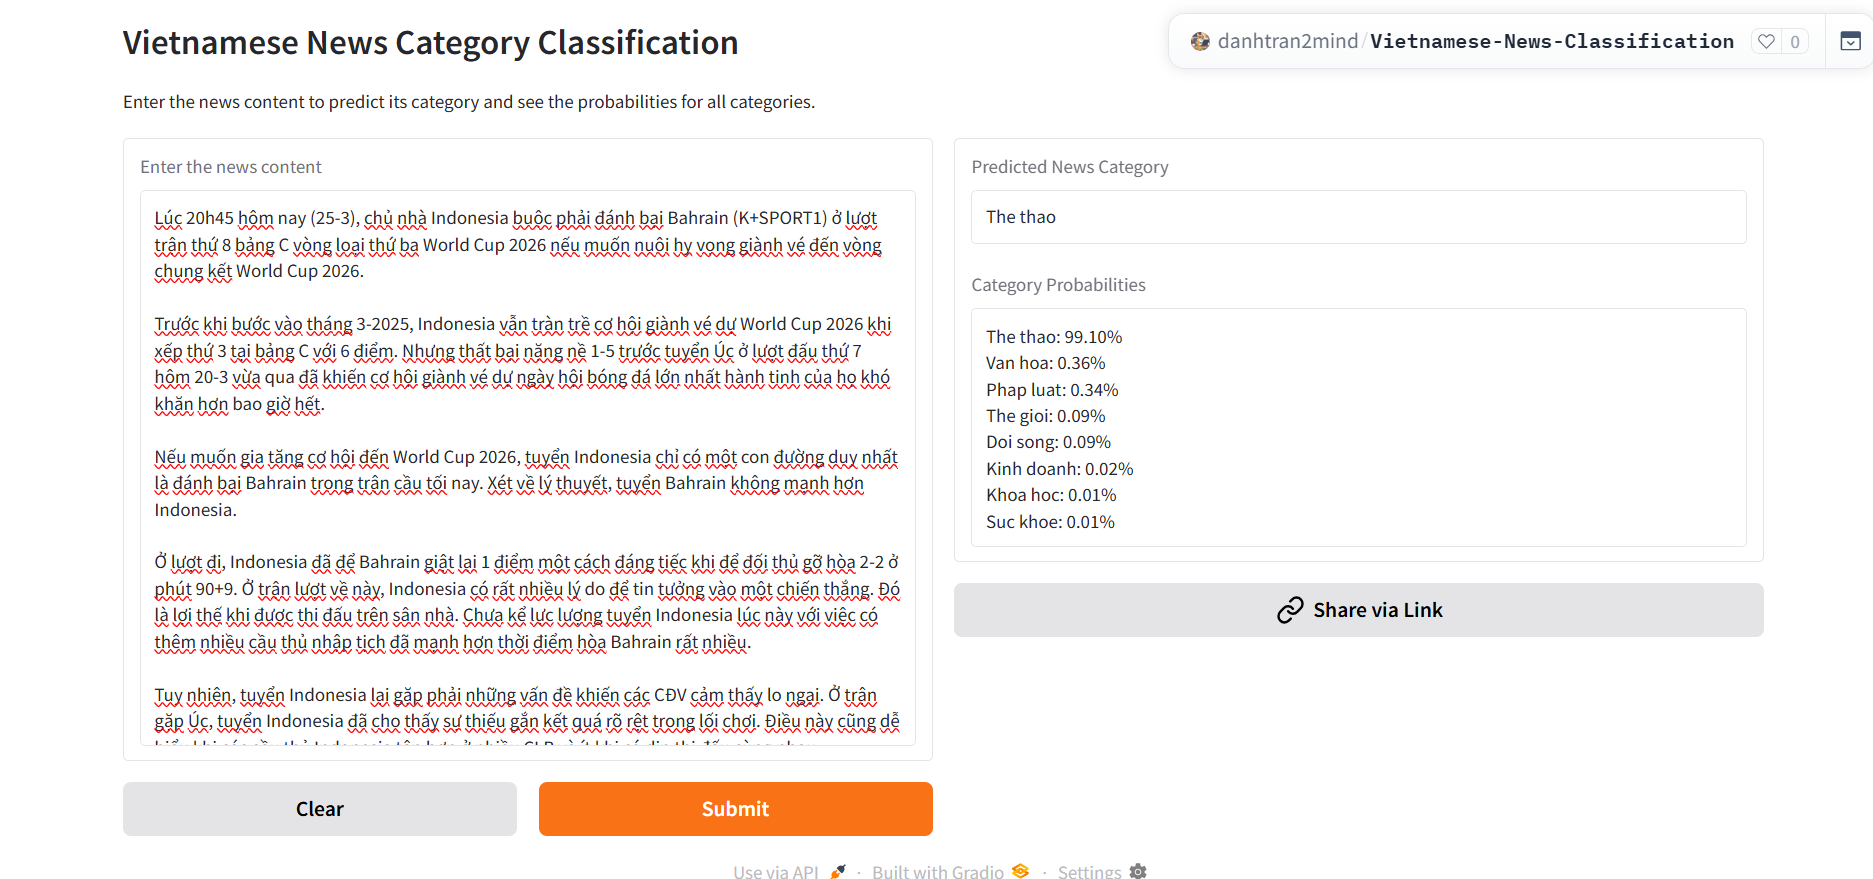 Vietnamese News Category Classification
danhtran2mind/Vietnamese-News-Classification
0
Enter the news content to predict its category and see the probabilities for all categories.
Enter the news content
Lúc 20h45 hôm nay (25-3), chủ nhà Indonesia buộc phải đánh bại Bahrain (K+SPORT1) ở lượt
trận thứ 8 bảng C vòng loại thứ ba World Cup 2026 nếu muốn nuôi hy vọng giành vé đến vòng
chung kết World Cup 2026.
Trước khi bước vào tháng 3-2025, Indonesia vẫn tràn trề cơ hội giành vé dự World Cup 2026 khi
xếp thứ 3 tại bảng C với 6 điểm. Nhưng thất bại nặng nề 1-5 trước tuyển Úc ở lượt đấu thứ 7
hôm 20-3 vừa qua đã khiến cơ hội giành vé dự ngày hội bóng đá lớn nhất hành tinh của họ khó
khăn hơn bao giờ hết.
Nếu muốn gia tăng cơ hội đến World Cup 2026, tuyển Indonesia chỉ có một con đường duy nhất
là đánh bại Bahrain trong trận cầu tối nay. Xét về lý thuyết, tuyển Bahrain không mạnh hơn
Indonesia.
Ở lượt đi, Indonesia đã để Bahrain giật lại 1 điểm một cách đáng tiếc khi để đối thủ gỡ hòa 2-2 ở
phút 90+9. Ở trận lượt về này, Indonesia có rất nhiều lý do để tin tưởng vào một chiến thắng. Đó
là lợi thế khi được thi đấu trên sân nhà. Chưa kể lực lượng tuyển Indonesia lúc này với việc có
thêm nhiều cầu thủ nhập tịch đã mạnh hơn thời điểm hòa Bahrain rất nhiều.
Tuy nhiên, tuyển Indonesia lại gặp phải những vấn đề khiến các CĐV cảm thấy lo ngại. Ở trận
gặp Úc, tuyển Indonesia đã cho thấy sự thiếu gắn kết quá rõ rệt trong lối chơi. Điều này cũng dễ
Clear
Submit
Predicted News Category
The thao
Category Probabilities
The thao: 99.10%
Van hoa: 0.36%
Phap luat: 0.34%
The gioi: 0.09%
Doi song: 0.09%
Kinh doanh: 0.02%
Khoa hoc: 0.01%
Suc khoe: 0.01%
Share via Link
Use via API · Built with Gradio · Settings